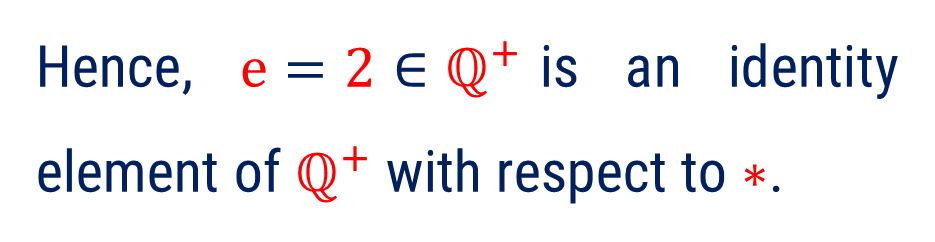 Hence, e = 2 ∈ ℚ⁺ is an identity
element of ℚ⁺ with respect to *.